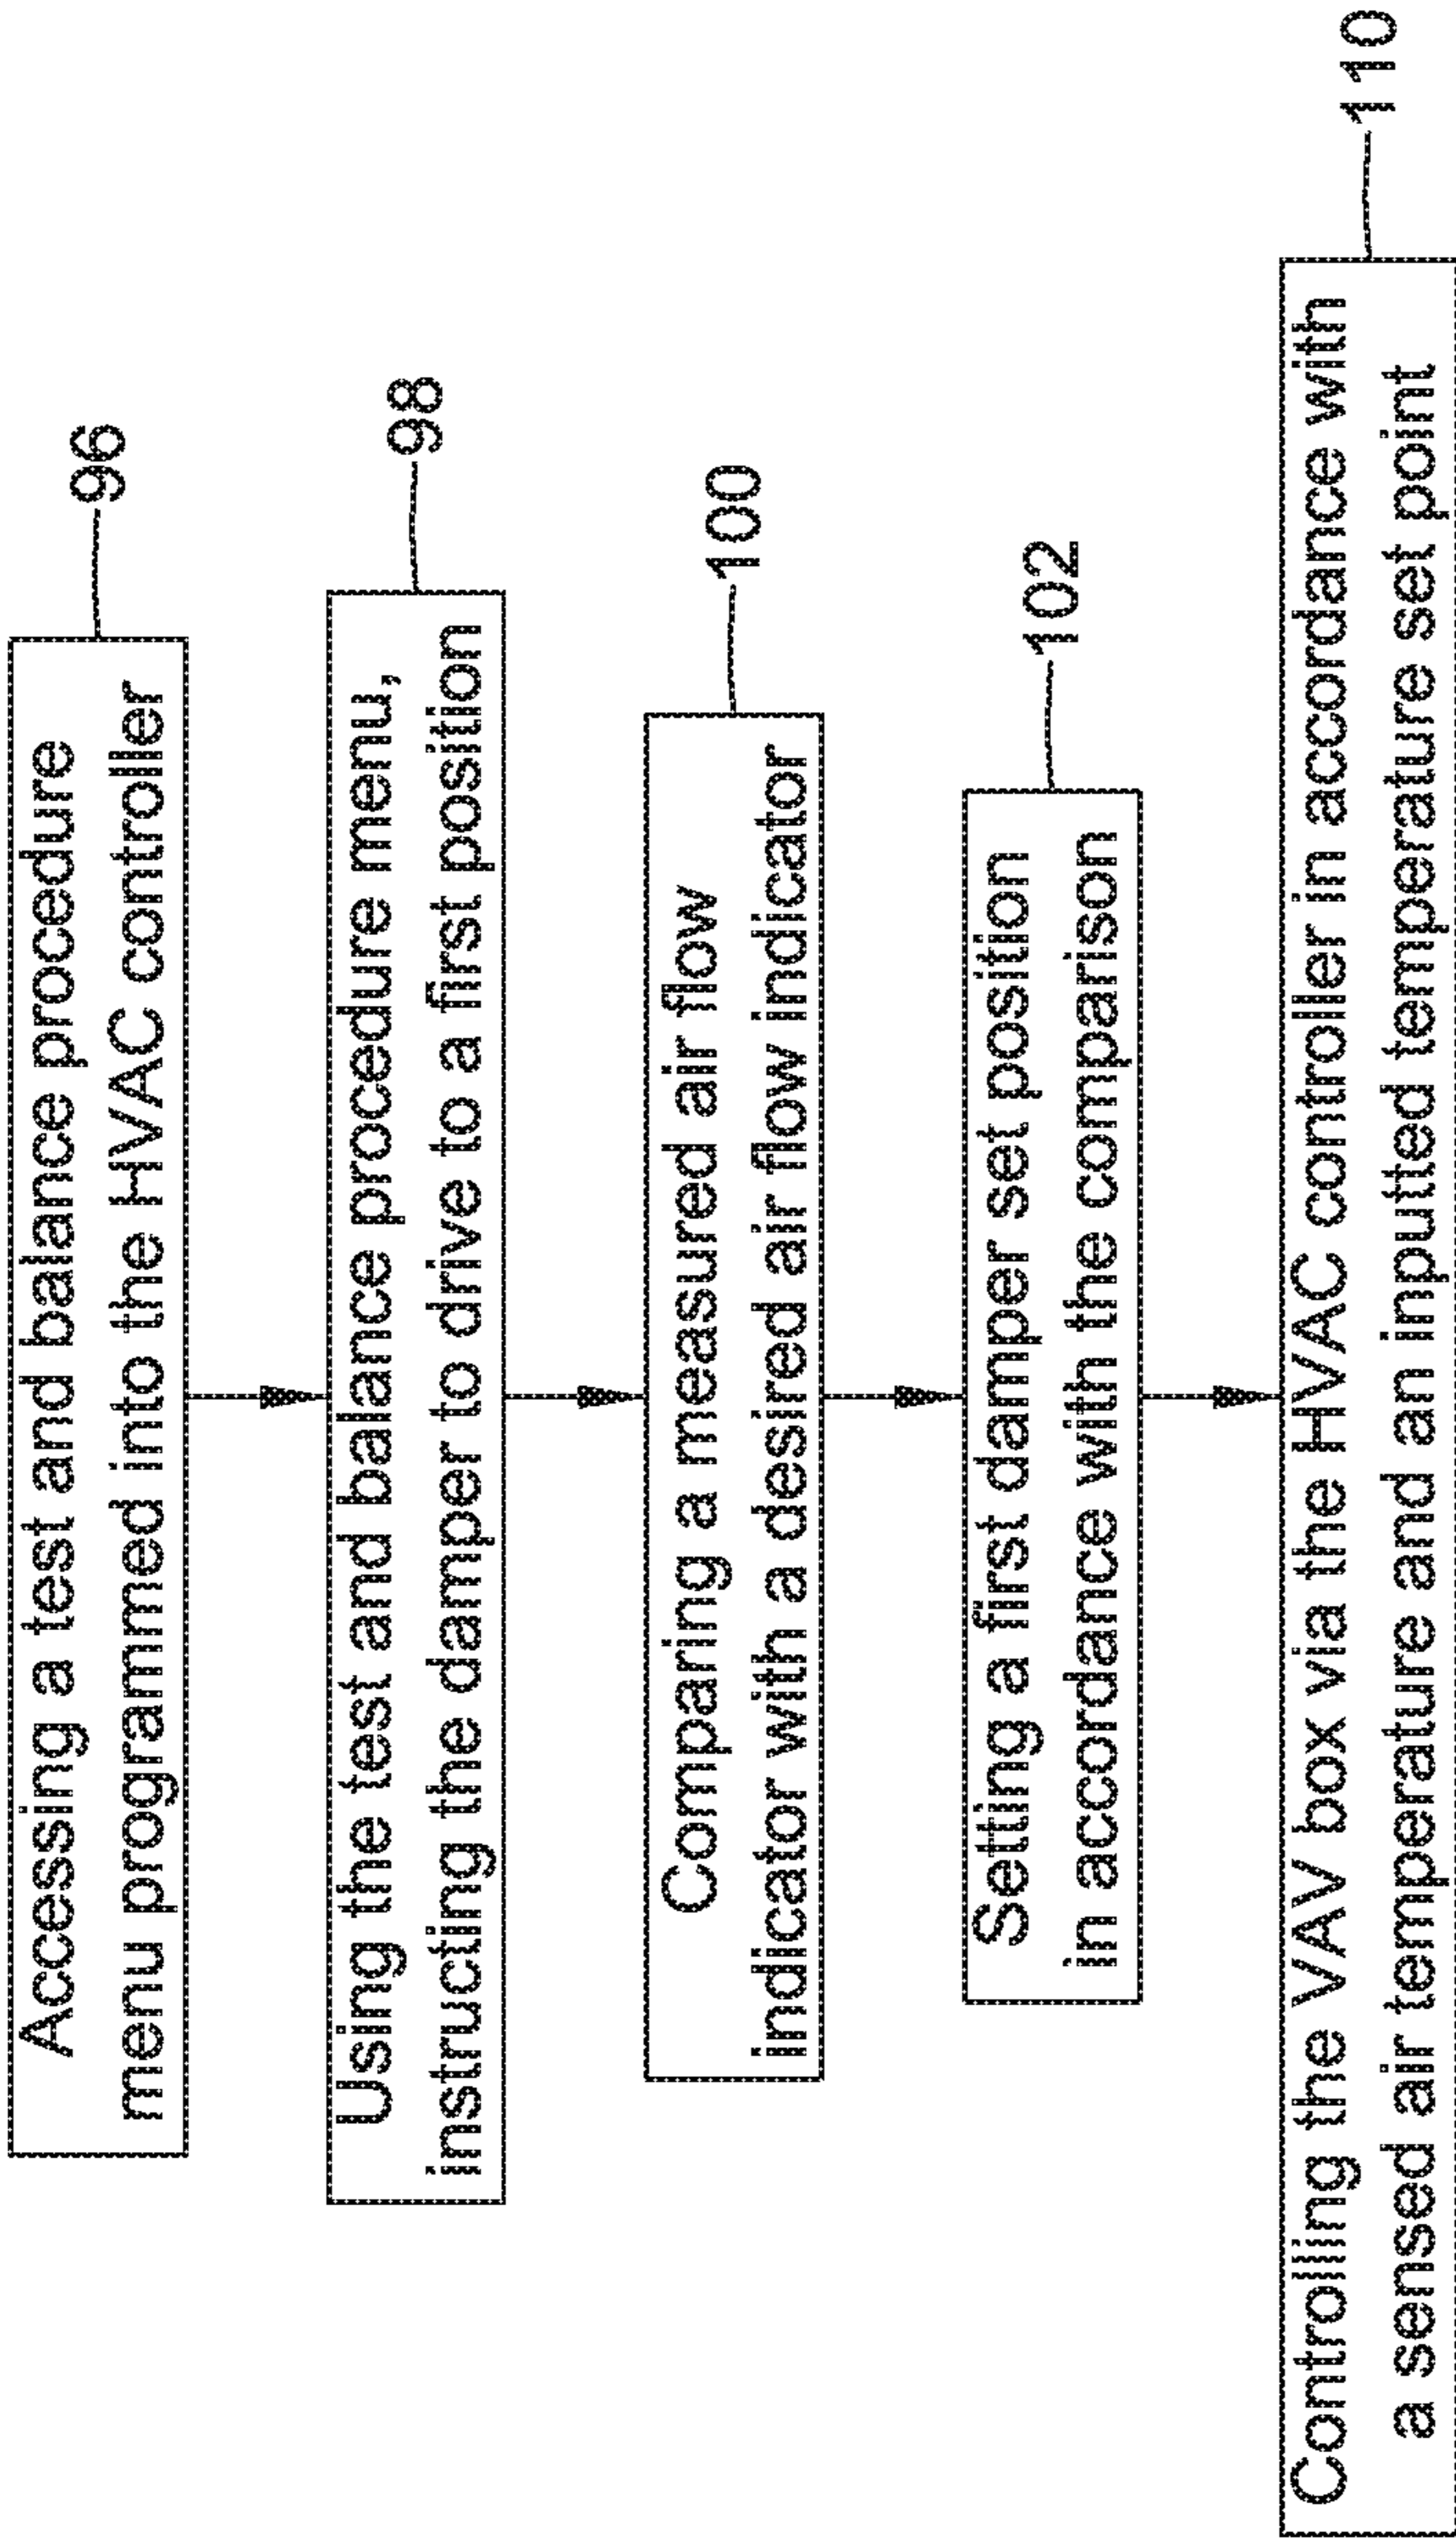 Accessing a test and balance procedure
menu programmed into the HVAC controller
96
Using the test and balance procedure menu,
instructing the damper to drive to a first position
98
Comparing a measured air flow
indicator with a desired air flow indicator
100
Setting a first damper set position
in accordance with the comparison
102
Controlling the VAV box via the HVAC controller in accordance with
a sensed air temperature and an inputted temperature set point
110